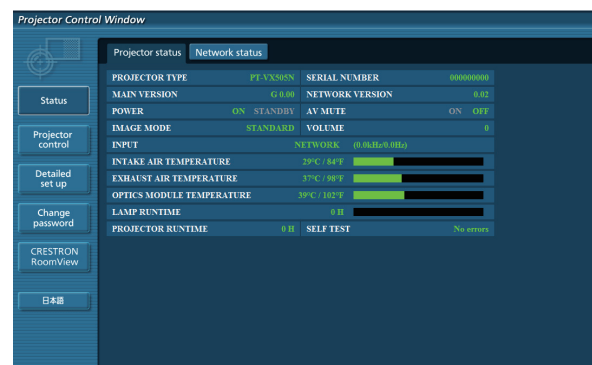 Projector Control Window
Projector status Network status
Status
Projector control
Detailed set up
Change password
CRESTRON RoomView
日本語
PROJECTOR TYPE PT-VX505N SERIAL NUMBER 000000000
MAIN VERSION G 0.00 NETWORK VERSION 0.02
POWER ON STANDBY AV MUTE ON OFF
IMAGE MODE STANDARD VOLUME 0
INPUT NETWORK (0.0kHz/0.0Hz)
INTAKE AIR TEMPERATURE 29°C / 84°F
EXHAUST AIR TEMPERATURE 37°C / 98°F
OPTICS MODULE TEMPERATURE 39°C / 102°F
LAMP RUNTIME 0 H
PROJECTOR RUNTIME 0 H SELF TEST No errors